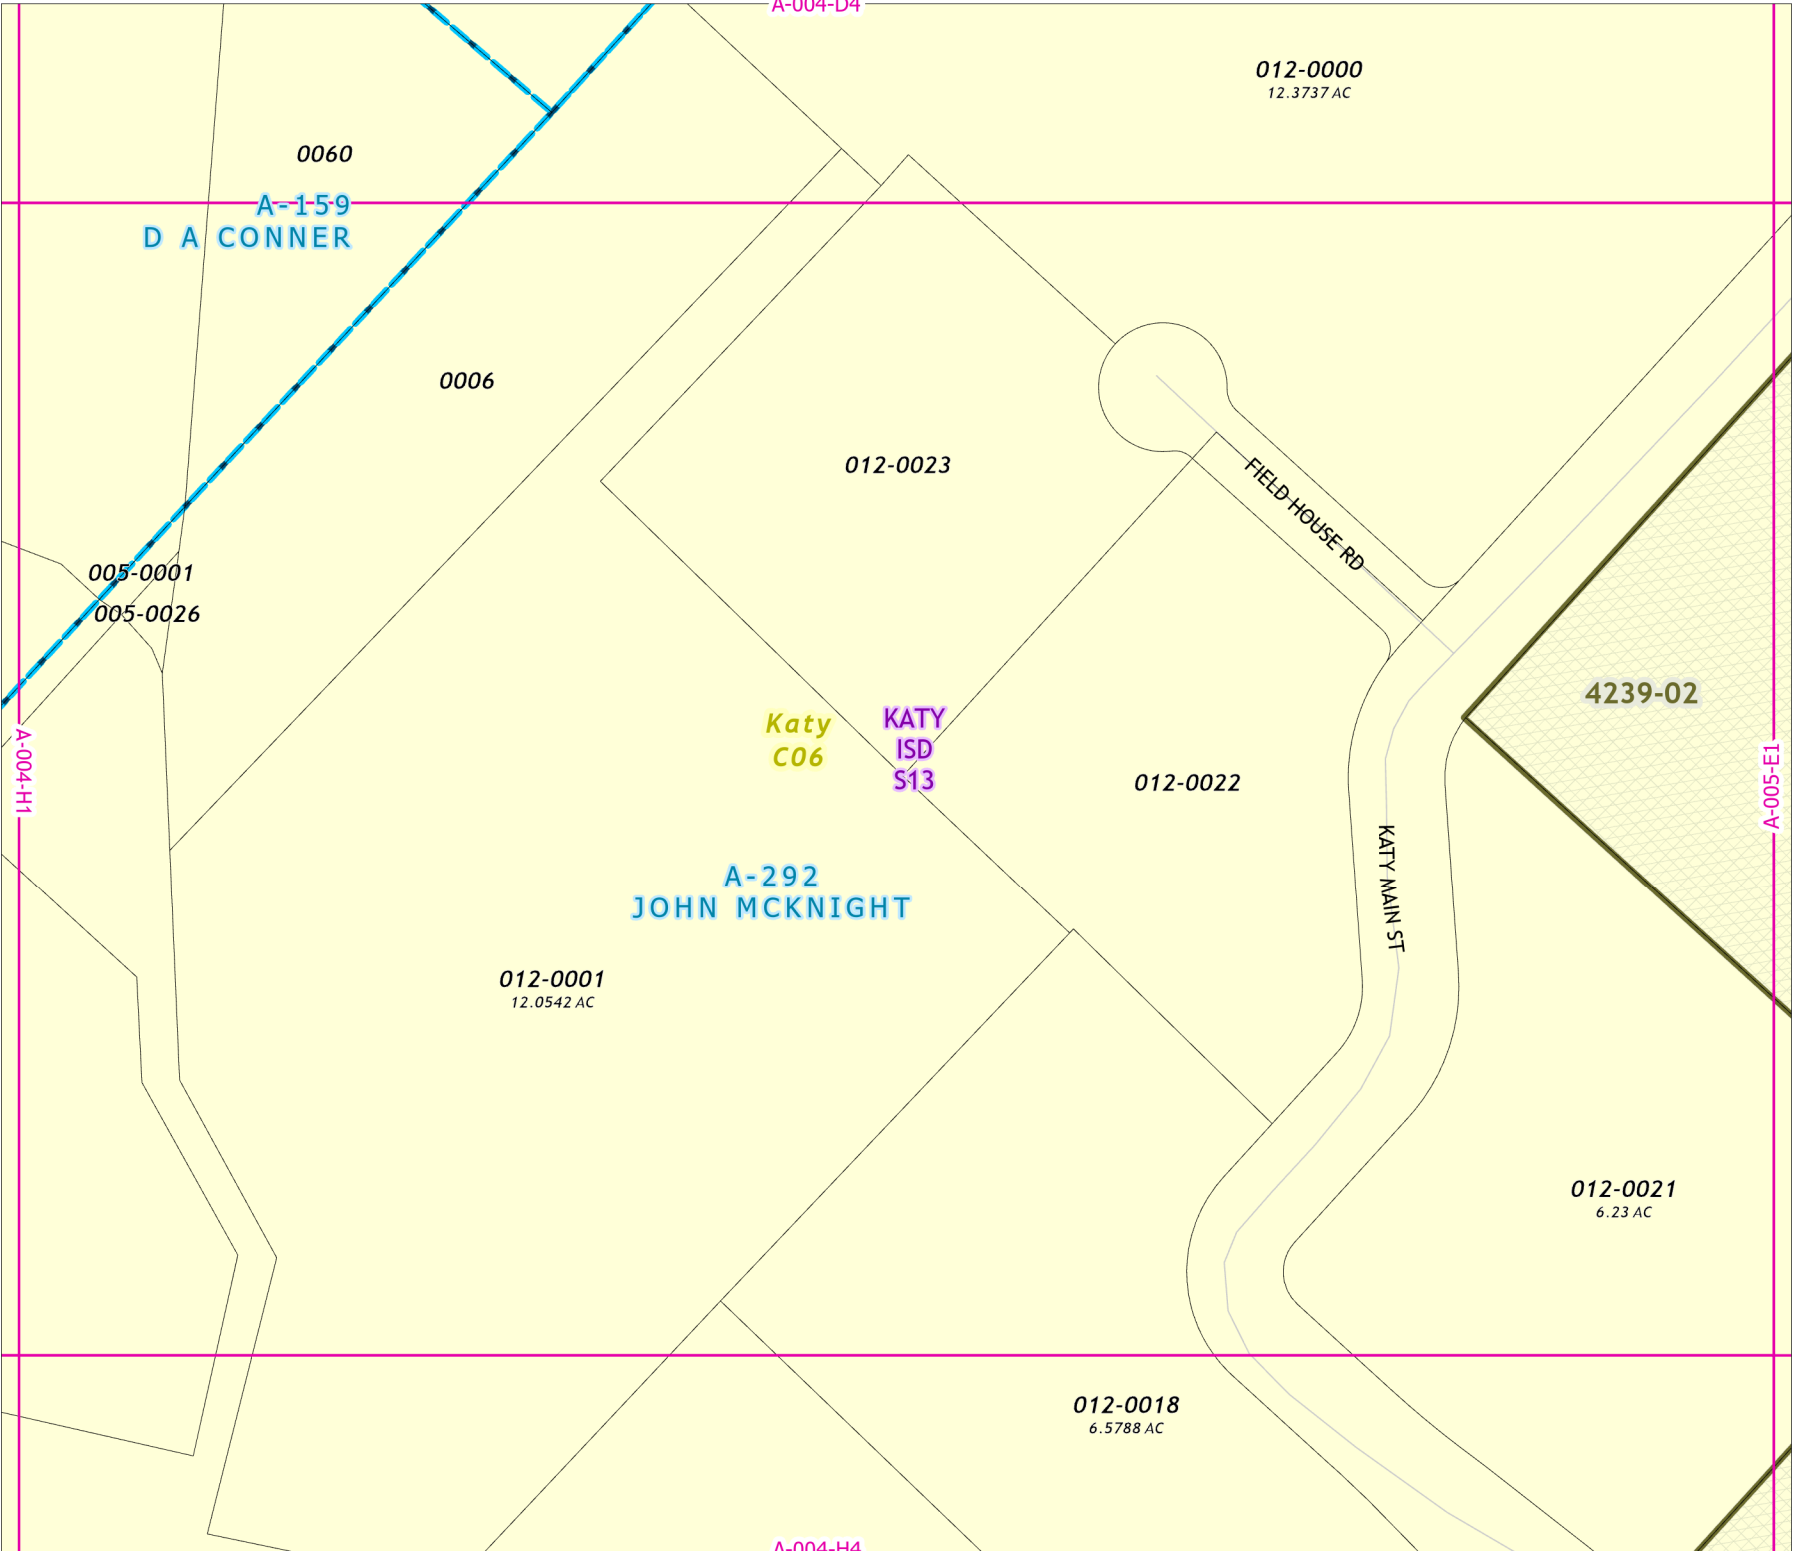 A-004-D4
012-0000
12.3737 AC
0060
A-159
D A CONNER
0006
012-0023
FIELD HOUSE RD
005-0001
005-0026
4239-02
Katy
C06
KATY
ISD
S13
A-004-H1
A-005-E1
012-0022
KATY MAIN ST
A-292
JOHN MCKNIGHT
012-0001
12.0542 AC
012-0021
6.23 AC
012-0018
6.5788 AC
A-004-H4